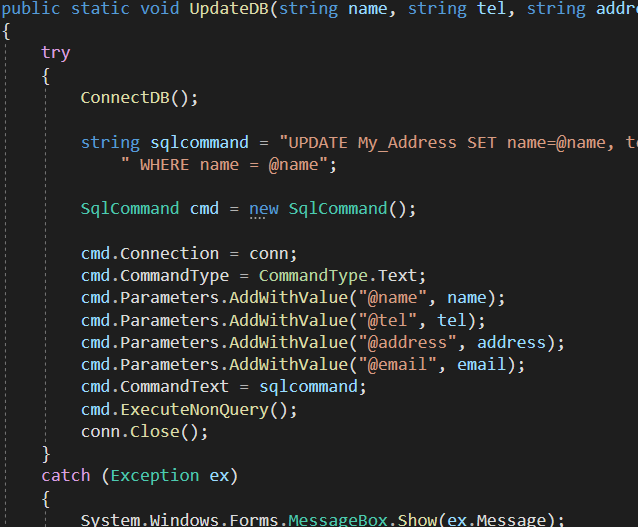 public static void UpdateDB(string name, string tel, string addre
{
try
{
ConnectDB();
string sqlcommand = "UPDATE My_Address SET name=@name, te
" WHERE name = @name";
SqlCommand cmd = new SqlCommand();
cmd.Connection = conn;
cmd.CommandType = CommandType.Text;
cmd.Parameters.AddWithValue("@name", name);
cmd.Parameters.AddWithValue("@tel", tel);
cmd.Parameters.AddWithValue("@address", address);
cmd.Parameters.AddWithValue("@email", email);
cmd.CommandText = sqlcommand;
cmd.ExecuteNonQuery();
conn.Close();
}
catch (Exception ex)
{
System.Windows.Forms.MessageBox.Show(ex.Message);